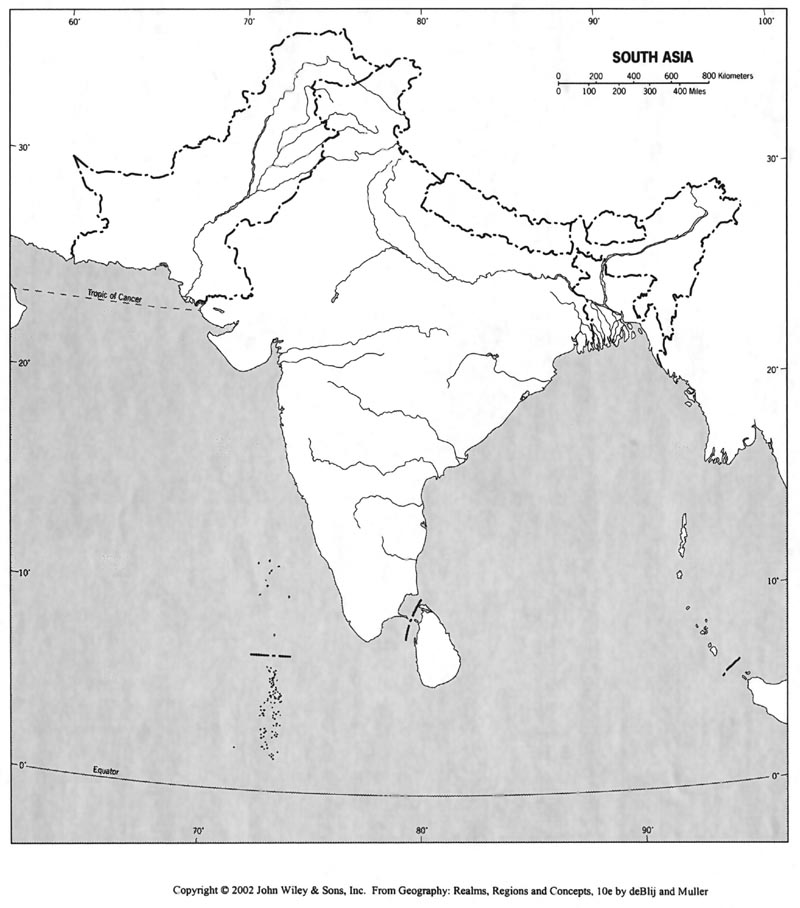 60°
70°
80°
90°
100°
SOUTH ASIA
0 200 400 600 800 Kilometers
0 100 200 300 400 Miles
30°
30°
Tropic of Cancer
20°
20°
10°
10°
0°
Equator
0°
70°
80°
90°
Copyright © 2002 John Wiley & Sons, Inc. From Geography: Realms, Regions and Concepts, 10e by deBlij and Muller